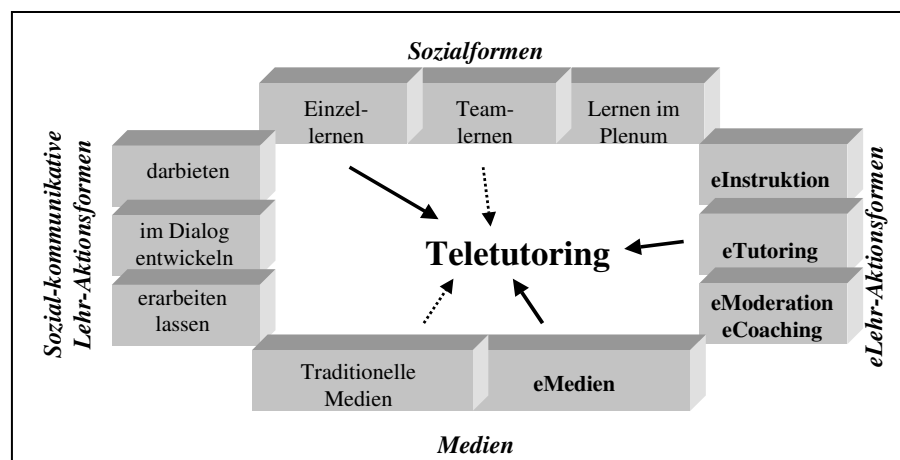 Sozialformen
Einzel-
lernen
Team-
lernen
Lernen im
Plenum
Sozial-kommunikative
Lehr-Aktionsformen
darbieten
im Dialog
entwickeln
erarbeiten
lassen
Teletutoring
eInstruktion
eTutoring
eModeration
eCoaching
eLehr-Aktionsformen
Traditionelle
Medien
eMedien
Medien